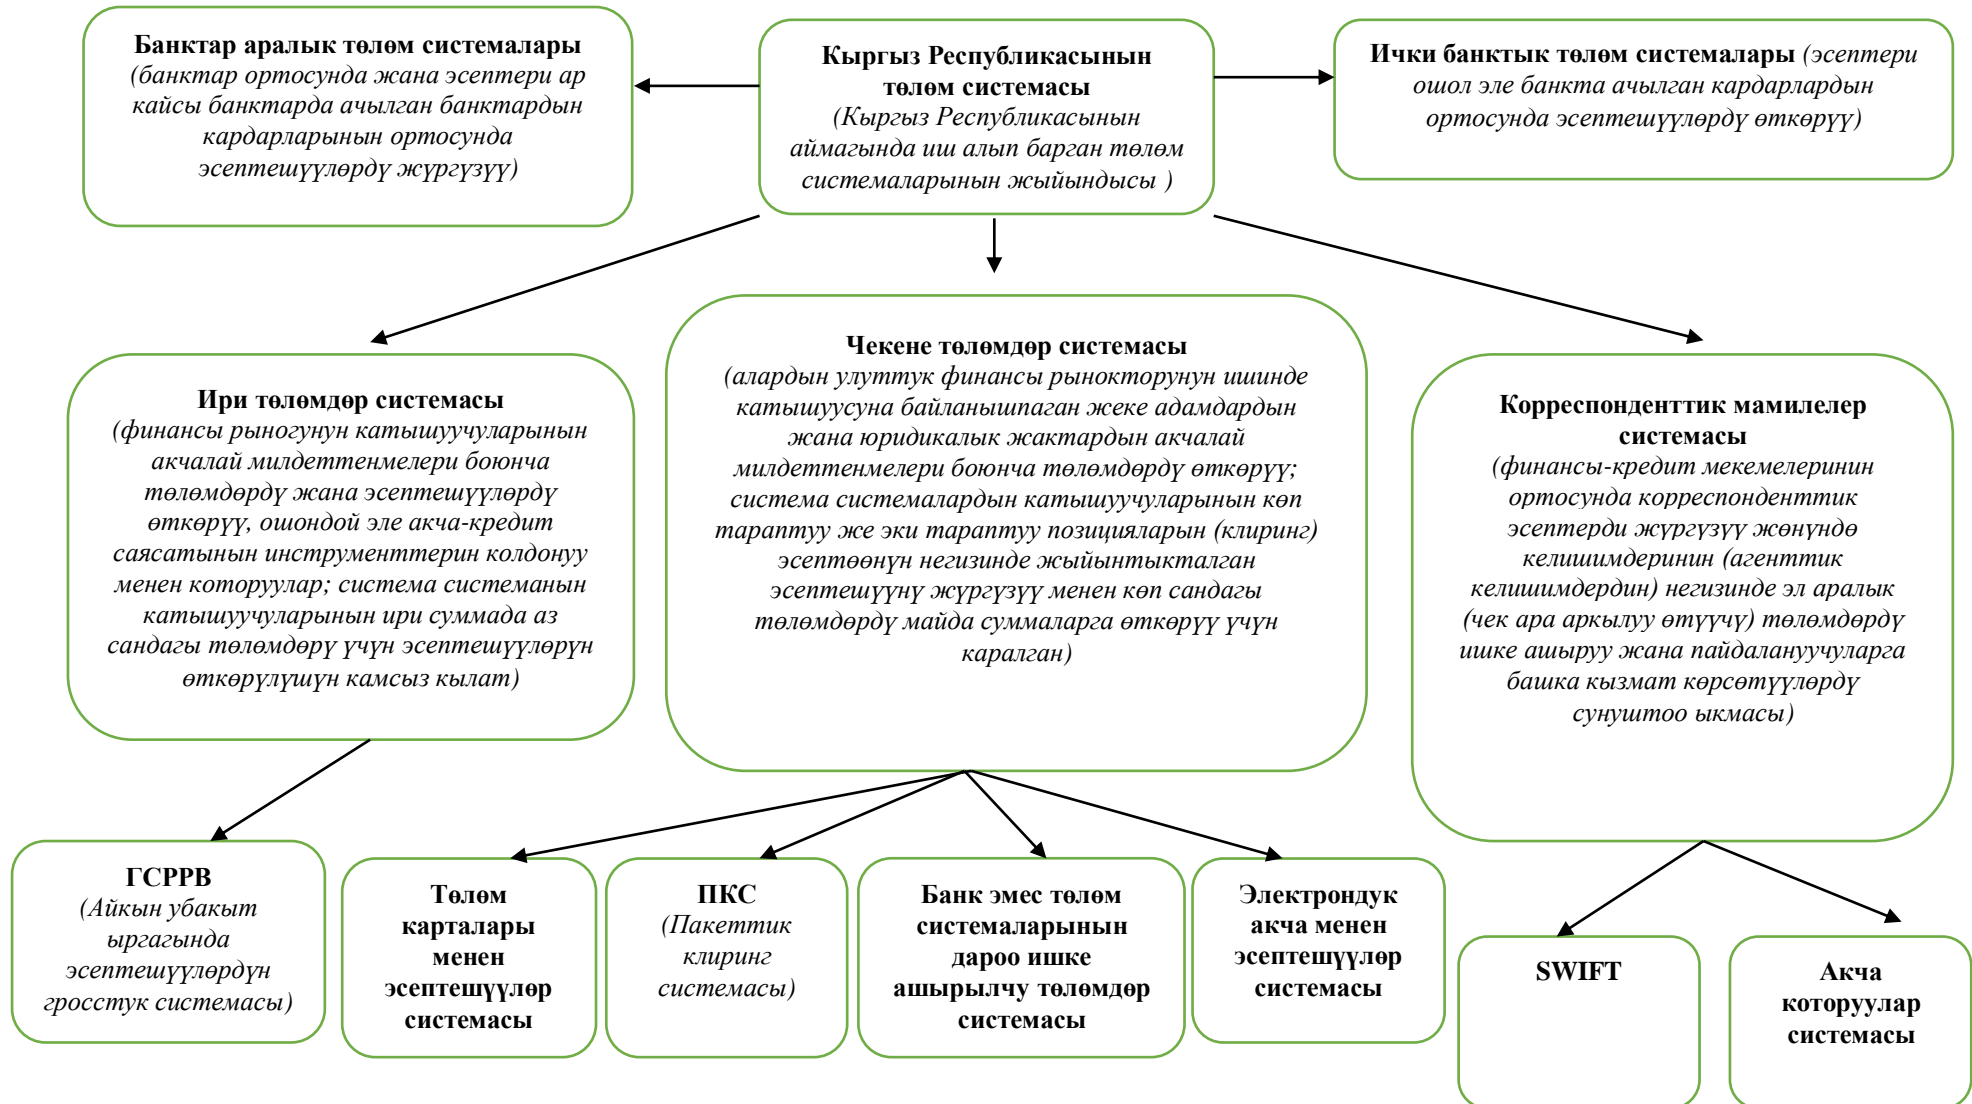 Банктар аралык төлөм системалары
(банктар ортосунда жана эсептери ар
кайсы банктарда ачылган банктардын
кардарларынын ортосунда
эсептешүүлөрдү жүргүзүү)
Кыргыз Республикасынын
төлөм системасы
(Кыргыз Республикасынын
аймагында иш алып барган төлөм
системаларынын жыйындысы )
Ички банктык төлөм системалары (эсептери
ошол эле банкта ачылган кардарлардын
ортосунда эсептешүүлөрдү өткөрүү)
Ири төлөмдөр системасы
(финансы рыногунун катышуучуларынын
акчалай милдеттенмелери боюнча
төлөмдөрдү жана эсептешүүлөрдү
өткөрүү, ошондой эле акча-кредит
саясатынын инструменттерин колдонуу
менен которуулар; система системанын
катышуучуларынын ири суммада аз
сандагы төлөмдөрү үчүн эсептешүүлөрүн
өткөрүлүшүн камсыз кылат)
Чекене төлөмдөр системасы
(алардын улуттук финансы рынокторунун ишинде
катышуусуна байланышпаган жеке адамдардын
жана юридикалык жактардын акчалай
милдеттенмелери боюнча төлөмдөрдү өткөрүү;
система системалардын катышуучуларынын көп
тараптуу же эки тараптуу позицияларын (клиринг)
эсептөөнүн негизинде жыйынтыкталган
эсептешүүнү жүргүзүү менен көп сандагы
төлөмдөрдү майда суммаларга өткөрүү үчүн
каралган)
Корреспонденттик мамилелер
системасы
(финансы-кредит мекемелеринин
ортосунда корреспонденттик
эсептерди жүргүзүү жөнүндө
келишимдеринин (агенттик
келишимдердин) негизинде эл аралык
(чек ара аркылуу өтүүчү) төлөмдөрдү
ишке ашыруу жана пайдалануучуларга
башка кызмат көрсөтүүлөрдү
сунуштоо ыкмасы)
ГСРРВ
(Айкын убакыт
ыргагында
эсептешүүлөрдүн
гросстук системасы)
Төлөм
карталары
менен
эсептешүүлөр
системасы
ПКС
(Пакеттик
клиринг
системасы)
Банк эмес төлөм
системаларынын
дароо ишке
ашырылчу төлөмдөр
системасы
Электрондук
акча менен
эсептешүүлөр
системасы
SWIFT
Акча
которуулар
системасы